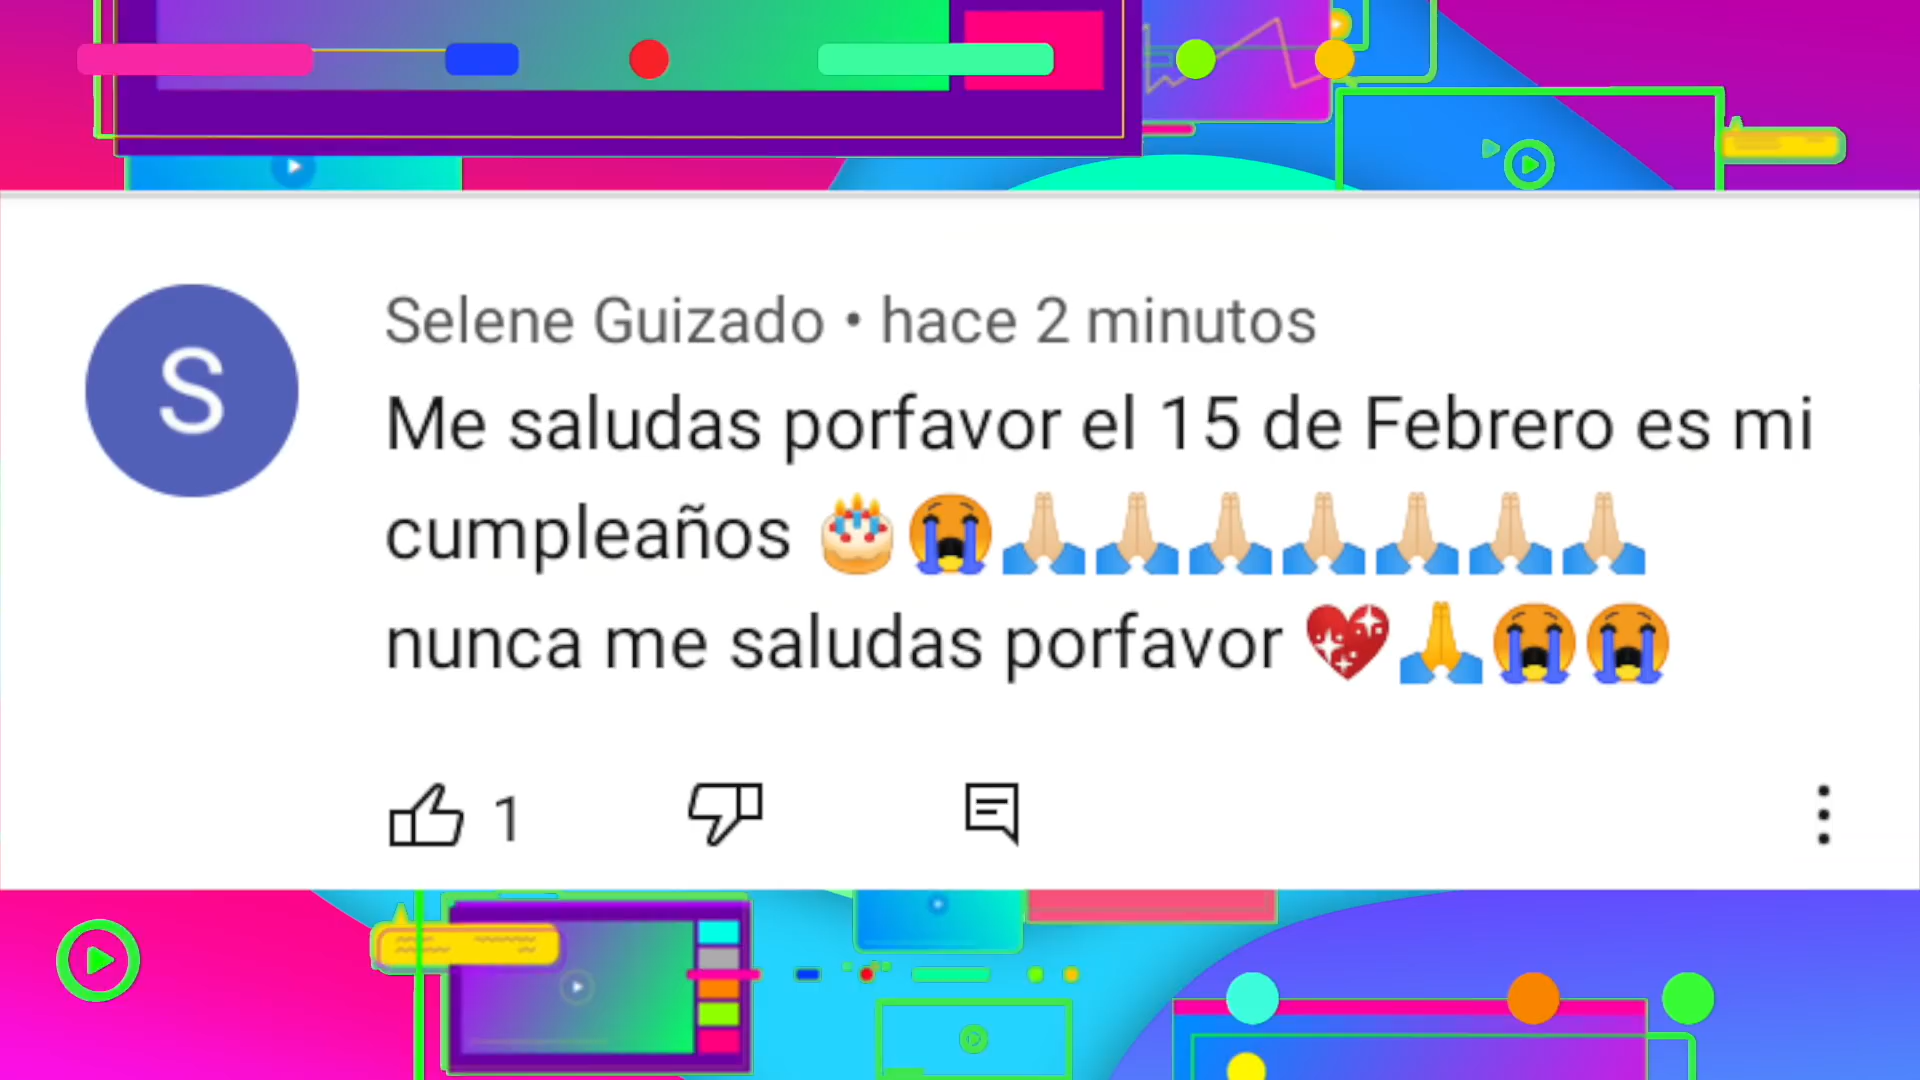 S
Selene Guizado • hace 2 minutos
Me saludas porfavor el 15 de Febrero es mi
cumpleaños 🎂😭🙏🏻🙏🏻🙏🏻🙏🏻🙏🏻🙏🏻🙏🏻
nunca me saludas porfavor 💖🙏😭😭
1